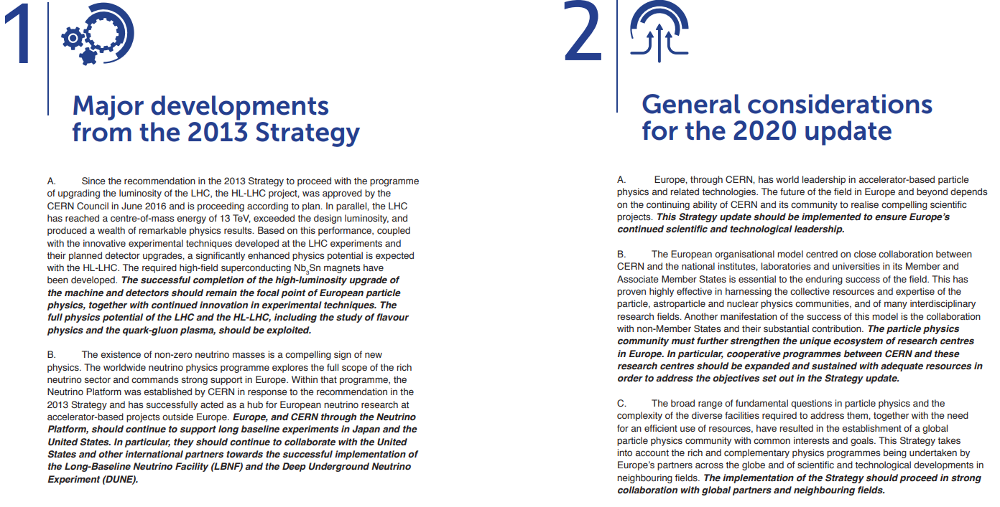 1
Major developments
from the 2013 Strategy
A. Since the recommendation in the 2013 Strategy to proceed with the programme
of upgrading the luminosity of the LHC, the HL-LHC project, was approved by the
CERN Council in June 2016 and is proceeding according to plan. In parallel, the LHC
has reached a centre-of-mass energy of 13 TeV, exceeded the design luminosity, and
produced a wealth of remarkable physics results. Based on this performance, coupled
with the innovative experimental techniques developed at the LHC experiments and
their planned detector upgrades, a significantly enhanced physics potential is expected
with the HL-LHC. The required high-field superconducting Nb3Sn magnets have
been developed. The successful completion of the high-luminosity upgrade of
the machine and detectors should remain the focal point of European particle
physics, together with continued innovation in experimental techniques. The
full physics potential of the LHC and the HL-LHC, including the study of flavour
physics and the quark-gluon plasma, should be exploited.
B. The existence of non-zero neutrino masses is a compelling sign of new
physics. The worldwide neutrino physics programme explores the full scope of the rich
neutrino sector and commands strong support in Europe. Within that programme, the
Neutrino Platform was established by CERN in response to the recommendation in the
2013 Strategy and has successfully acted as a hub for European neutrino research at
accelerator-based projects outside Europe. Europe, and CERN through the Neutrino
Platform, should continue to support long baseline experiments in Japan and the
United States. In particular, they should continue to collaborate with the United
States and other international partners towards the successful implementation of
the Long-Baseline Neutrino Facility (LBNF) and the Deep Underground Neutrino
Experiment (DUNE).
2
General considerations
for the 2020 update
A. Europe, through CERN, has world leadership in accelerator-based particle
physics and related technologies. The future of the field in Europe and beyond depends
on the continuing ability of CERN and its community to realise compelling scientific
projects. This Strategy update should be implemented to ensure Europe's
continued scientific and technological leadership.
B. The European organisational model centred on close collaboration between
CERN and the national institutes, laboratories and universities in its Member and
Associate Member States is essential to the enduring success of the field. This has
proven highly effective in harnessing the collective resources and expertise of the
particle, astroparticle and nuclear physics communities, and of many interdisciplinary
research fields. Another manifestation of the success of this model is the collaboration
with non-Member States and their substantial contribution. The particle physics
community must further strengthen the unique ecosystem of research centres
in Europe. In particular, cooperative programmes between CERN and these
research centres should be expanded and sustained with adequate resources in
order to address the objectives set out in the Strategy update.
C. The broad range of fundamental questions in particle physics and the
complexity of the diverse facilities required to address them, together with the need
for an efficient use of resources, have resulted in the establishment of a global
particle physics community with common interests and goals. This Strategy takes
into account the rich and complementary physics programmes being undertaken by
Europe's partners across the globe and of scientific and technological developments in
neighbouring fields. The implementation of the Strategy should proceed in strong
collaboration with global partners and neighbouring fields.